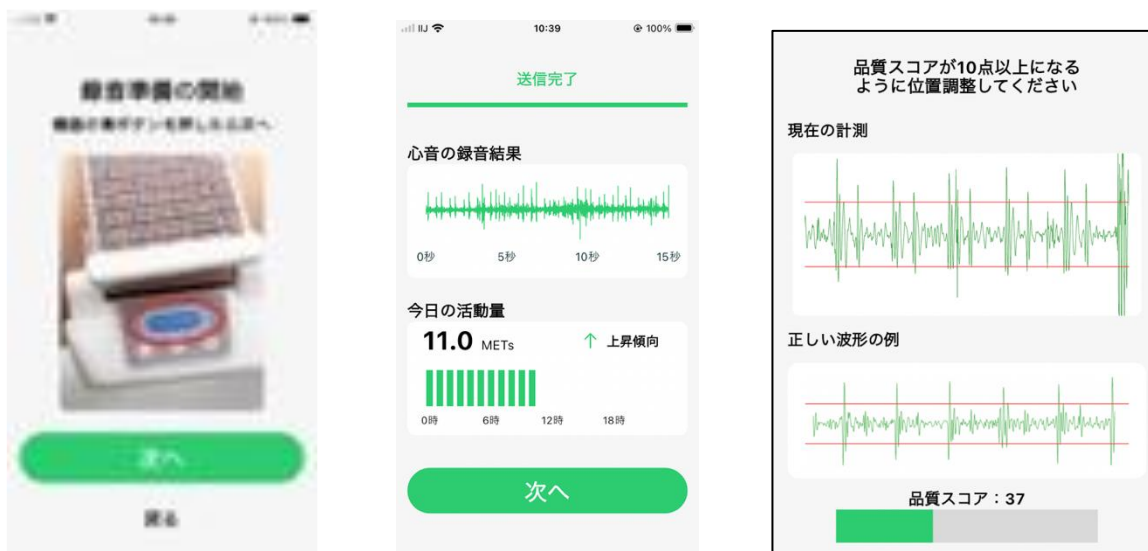 録音準備の開始
次へ
戻る
IIJ
10:39
100%
送信完了
心音の録音結果
0秒 5秒 10秒 15秒
今日の活動量
11.0 METs ↑ 上昇傾向
0時 6時 12時 18時
次へ
品質スコアが10点以上になる
ように位置調整してください
現在の計測
正しい波形の例
品質スコア：37